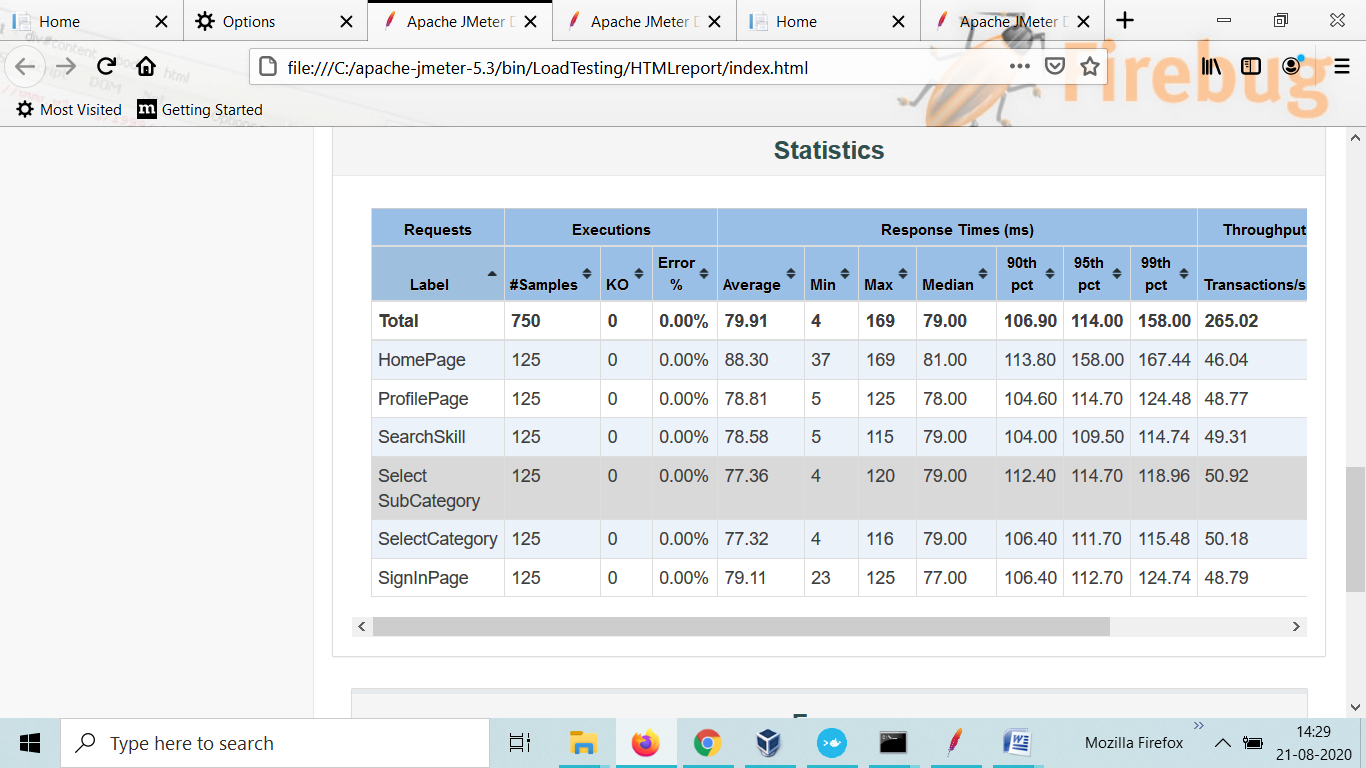 Home
Options
Apache JMeter D
Apache JMeter D
Home
Apache JMeter D
file:///C:/apache-jmeter-5.3/bin/LoadTesting/HTMLreport/index.html
Firebug
Most Visited
m Getting Started
Statistics
Requests Executions Response Times (ms) Throughput
Label #Samples KO Error % Average Min Max Median 90th pct 95th pct 99th pct Transactions/s
Total 750 0 0.00% 79.91 4 169 79.00 106.90 114.00 158.00 265.02
HomePage 125 0 0.00% 88.30 37 169 81.00 113.80 158.00 167.44 46.04
ProfilePage 125 0 0.00% 78.81 5 125 78.00 104.60 114.70 124.48 48.77
SearchSkill 125 0 0.00% 78.58 5 115 79.00 104.00 109.50 114.74 49.31
Select SubCategory 125 0 0.00% 77.36 4 120 79.00 112.40 114.70 118.96 50.92
SelectCategory 125 0 0.00% 77.32 4 116 79.00 106.40 111.70 115.48 50.18
SignInPage 125 0 0.00% 79.11 23 125 77.00 106.40 112.70 124.74 48.79
Type here to search
Mozilla Firefox
14:29
21-08-2020